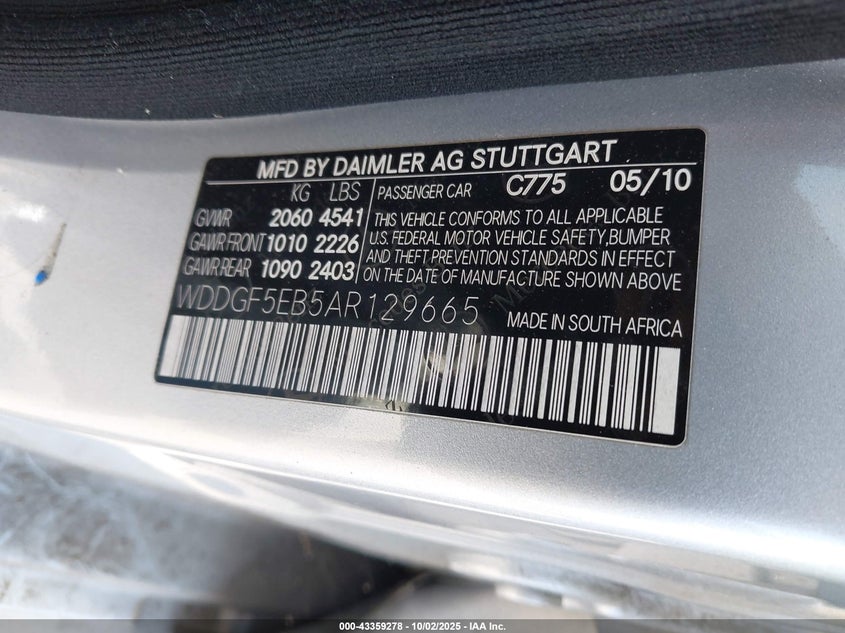 MFD BY DAIMLER AG STUTTGART
KG LBS
GVWR 2060 4541
GAWR FRONT 1010 2226
GAWR REAR 1090 2403
PASSENGER CAR C775 05/10
THIS VEHICLE CONFORMS TO ALL APPLICABLE
U.S. FEDERAL MOTOR VEHICLE SAFETY,BUMPER
AND THEFT PREVENTION STANDARDS IN EFFECT
ON THE DATE OF MANUFACTURE SHOWN ABOVE
WDDGF5EB5AR129665
MADE IN SOUTH AFRICA
000-43359278 - 10/02/2025 - IAA Inc.